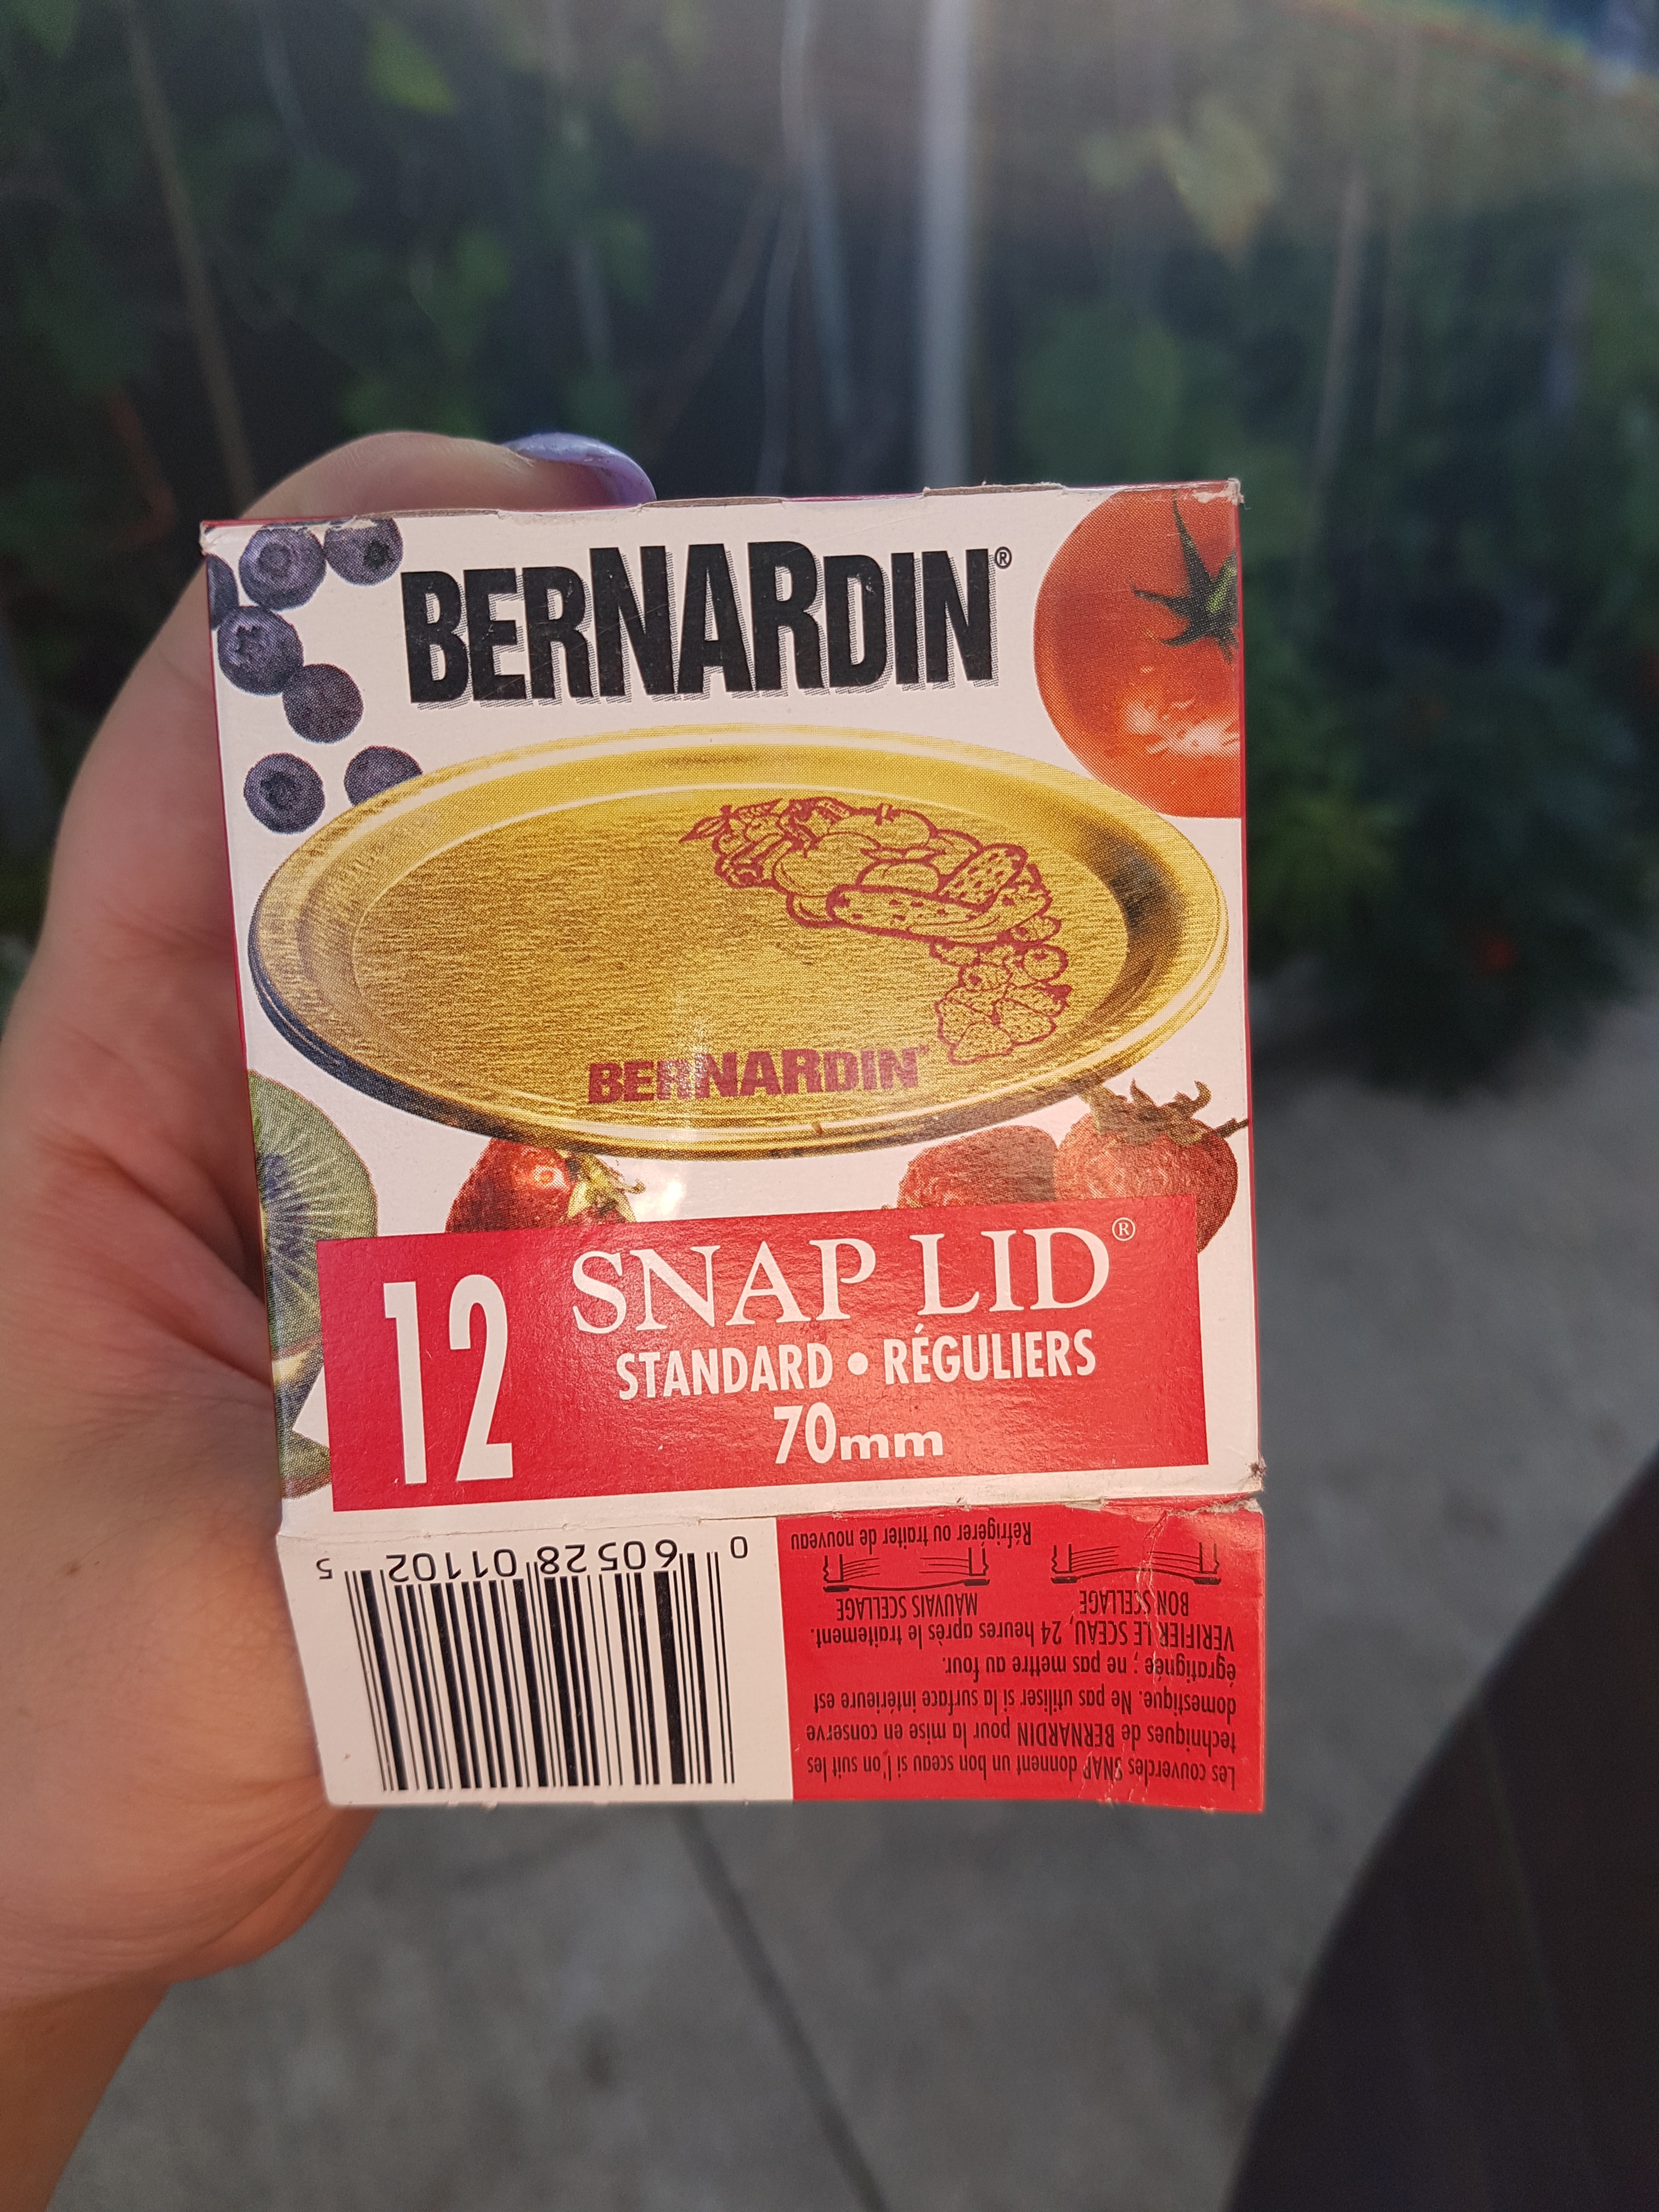 BERNARDIN®
BERNARDIN
12
SNAP LID®
STANDARD • RÉGULIERS
70mm
Les couvercles SNAP donnent un bon sceau si l'on suit les
techniques de BERNARDIN pour la mise en conserve
domestique. Ne pas utiliser si la surface intérieure est
égratignée ; ne pas mettre au four.
VERIFIER LE SCEAU, 24 heures après le traitement.
BON SCELLAGE
MAUVAIS SCELLAGE
Réfrigérer ou traiter de nouveau
0 60528 01102 5